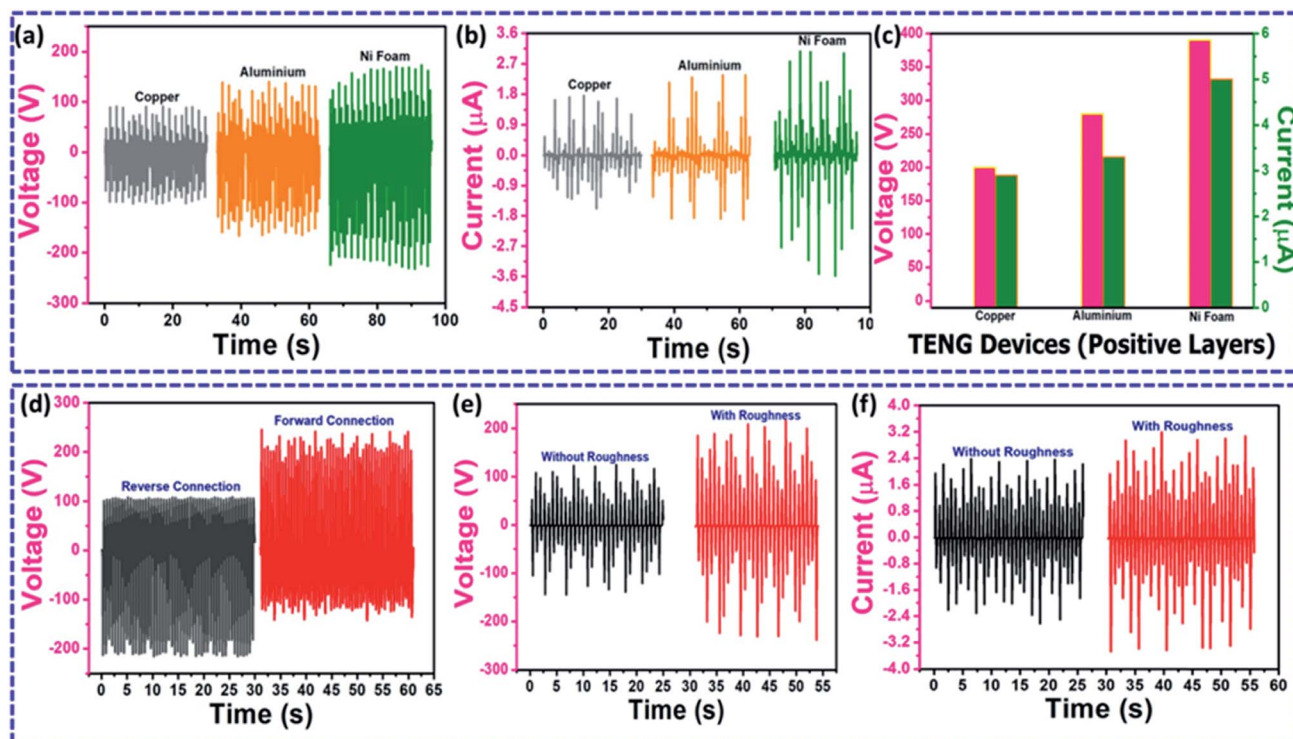 (a)
Voltage (V)
200
100
0
-100
-200
-300
Copper
Aluminium
Ni Foam
0 20 40 60 80 100
Time (s)
(b)
Current (μA)
3.6
2.7
1.8
0.9
0.0
-0.9
-1.8
-2.7
-3.6
-4.5
Copper
Aluminium
Ni Foam
0 20 40 60 80 10
Time (s)
(c)
Voltage (V)
400
350
300
250
200
150
100
50
0
Current (μA)
6
5
4
3
2
1
0
Copper Aluminium Ni Foam
TENG Devices (Positive Layers)
(d)
Voltage (V)
300
200
100
0
-100
-200
Reverse Connection
Forward Connection
0 5 10 15 20 25 30 35 40 45 50 55 60 65
Time (s)
(e)
Voltage (V)
200
100
0
-100
-200
-300
Without Roughness
With Roughness
0 5 10 15 20 25 30 35 40 45 50 55
Time (s)
(f)
Current (μA)
4.0
3.2
2.4
1.6
0.8
0.0
-0.8
-1.6
-2.4
-3.2
-4.0
Without Roughness
With Roughness
0 5 10 15 20 25 30 35 40 45 50 55 60
Time (s)